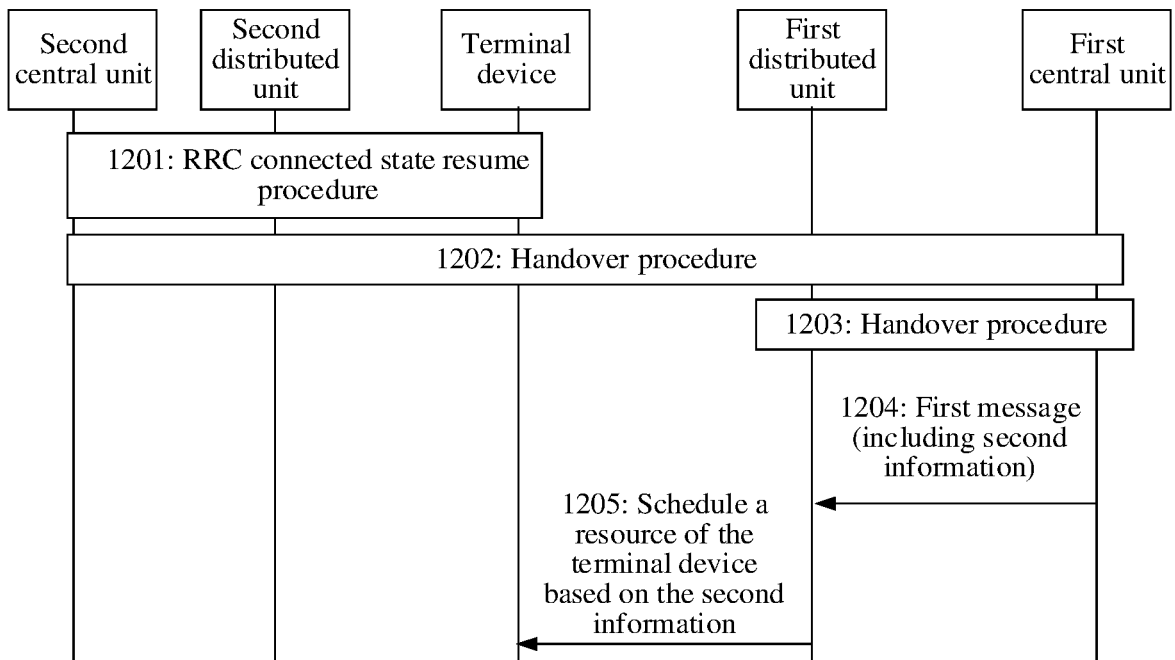 Second
central unit
Second
distributed
unit
Terminal
device
First
distributed
unit
First
central unit
1201: RRC connected state resume
procedure
1202: Handover procedure
1203: Handover procedure
1204: First message
(including second
information)
1205: Schedule a
resource of the
terminal device
based on the second
information